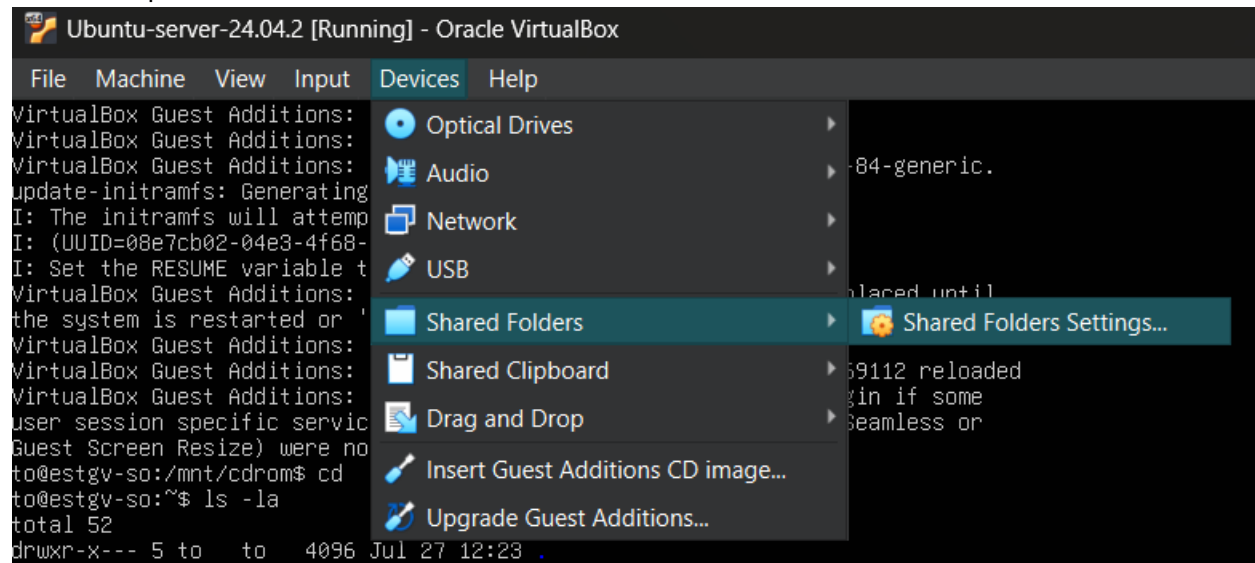 Ubuntu-server-24.04.2 [Running] - Oracle VirtualBox
File Machine View Input Devices Help
VirtualBox Guest Additions:
VirtualBox Guest Additions:
VirtualBox Guest Additions: -84-generic.
update-initramfs: Generating
I: The initramfs will attemp
I: (UUID=08e7cb02-04e3-4f68-
I: Set the RESUME variable t
VirtualBox Guest Additions: laced until
the system is restarted or '
VirtualBox Guest Additions:
VirtualBox Guest Additions: 69112 reloaded
VirtualBox Guest Additions: gin if some
user session specific servic Seamless or
Guest Screen Resize) were no
to@estgv-so:/mnt/cdrom$ cd
to@estgv-so:~$ ls -la
total 52
drwxr-x--- 5 to to 4096 Jul 27 12:23 .
Optical Drives
Audio
Network
USB
Shared Folders
Shared Folders Settings...
Shared Clipboard
Drag and Drop
Insert Guest Additions CD image...
Upgrade Guest Additions...